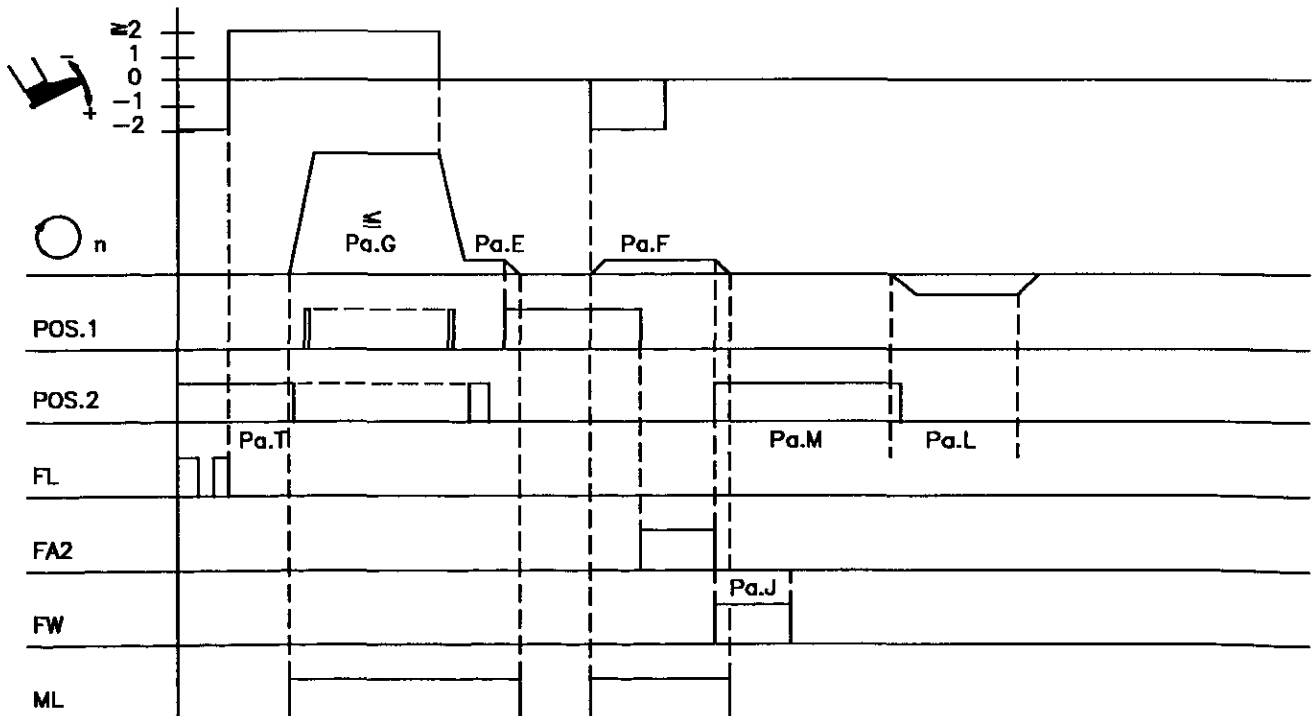 ≧2
1
0
-1
-2
-
+
n
≦
Pa.G
Pa.E
Pa.F
POS.1
POS.2
Pa.T
Pa.M
Pa.L
FL
FA2
Pa.J
FW
ML